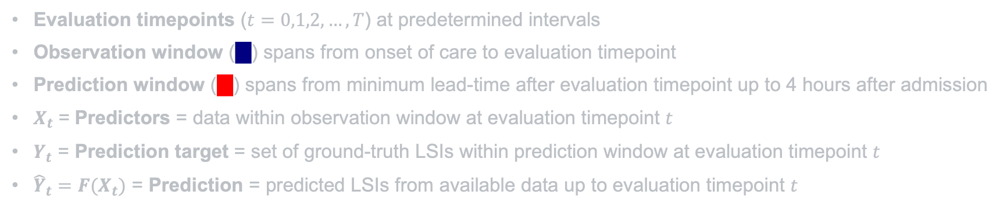 • Evaluation timepoints (t = 0,1,2, ..., T) at predetermined intervals
• Observation window ( ) spans from onset of care to evaluation timepoint
• Prediction window ( ) spans from minimum lead-time after evaluation timepoint up to 4 hours after admission
• X_t = Predictors = data within observation window at evaluation timepoint t
• Y_t = Prediction target = set of ground-truth LSIs within prediction window at evaluation timepoint t
• Ŷ_t = F(X_t) = Prediction = predicted LSIs from available data up to evaluation timepoint t